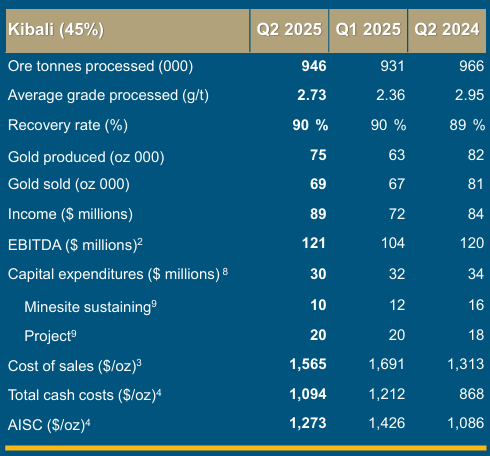 Kibali (45%) Q2 2025 Q1 2025 Q2 2024
Ore tonnes processed (000) 946 931 966
Average grade processed (g/t) 2.73 2.36 2.95
Recovery rate (%) 90 % 90 % 89 %
Gold produced (oz 000) 75 63 82
Gold sold (oz 000) 69 67 81
Income ($ millions) 89 72 84
EBITDA ($ millions)² 121 104 120
Capital expenditures ($ millions) ⁸ 30 32 34
Minesite sustaining⁹ 10 12 16
Project⁹ 20 20 18
Cost of sales ($/oz)³ 1,565 1,691 1,313
Total cash costs ($/oz)⁴ 1,094 1,212 868
AISC ($/oz)⁴ 1,273 1,426 1,086